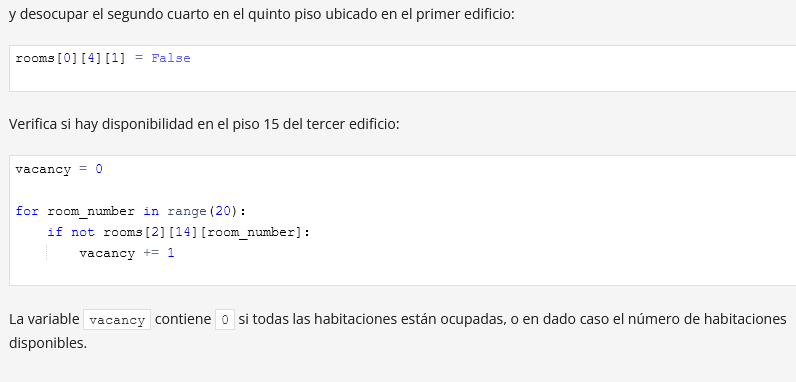 y desocupar el segundo cuarto en el quinto piso ubicado en el primer edificio:
rooms[0][4][1] = False
Verifica si hay disponibilidad en el piso 15 del tercer edificio:
vacancy = 0
for room_number in range(20):
    if not rooms[2][14][room_number]:
        vacancy += 1
La variable vacancy contiene 0 si todas las habitaciones están ocupadas, o en dado caso el número de habitaciones
disponibles.